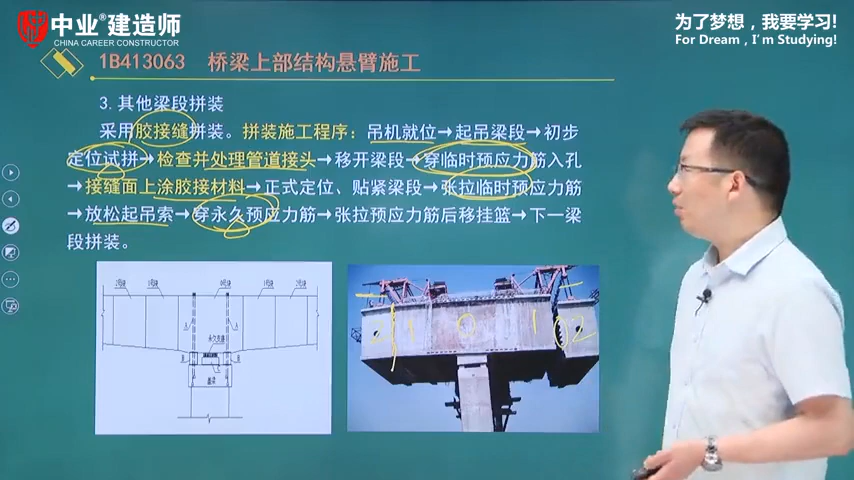 中业®建造师
CHINA CAREER CONSTRUCTOR
为了梦想，我要学习!
For Dream , I'm Studying!
1B413063 桥梁上部结构悬臂施工
3.其他梁段拼装
采用胶接缝拼装。拼装施工程序：吊机就位→起吊梁段→初步
定位试拼→检查并处理管道接头→移开梁段→穿临时预应力筋入孔
→接缝面上涂胶接材料→正式定位、贴紧梁段→张拉临时预应力筋
→放松起吊索→穿永久预应力筋→张拉预应力筋后移挂篮→下一梁
段拼装。
2 1 0 1 2